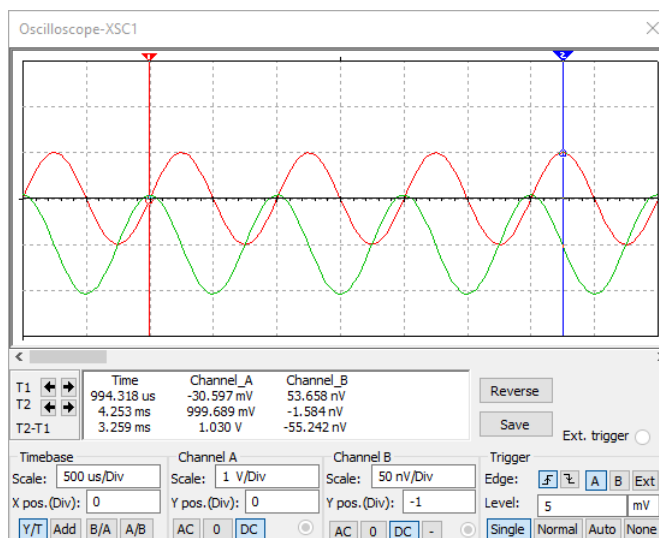 Oscilloscope-XSC1
1 2
Time Channel_A Channel_B
T1 994.318 us -30.597 mV 53.658 nV
T2 4.253 ms 999.689 mV -1.584 nV
T2-T1 3.259 ms 1.030 V -55.242 nV
Reverse
Save
Ext. trigger
Timebase
Scale: 500 us/Div
X pos.(Div): 0
Y/T Add B/A A/B
Channel A
Scale: 1 V/Div
Y pos.(Div): 0
AC 0 DC
Channel B
Scale: 50 nV/Div
Y pos.(Div): -1
AC 0 DC -
Trigger
Edge: A B Ext
Level: 5 mV
Single Normal Auto None